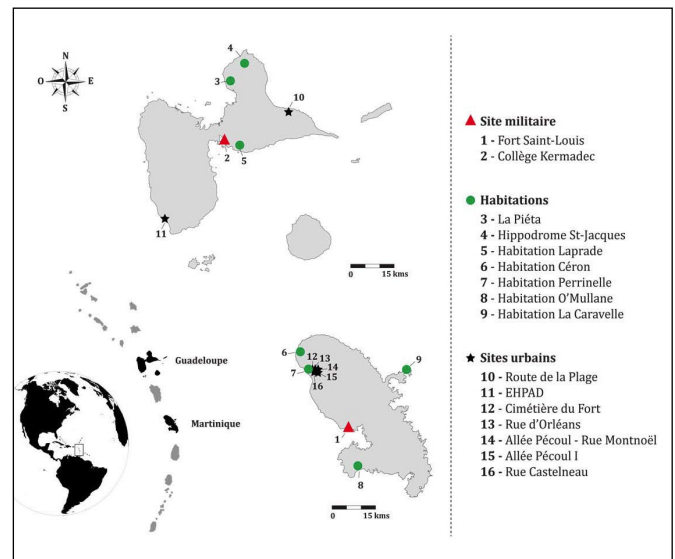 N
O E
S
4
3
10
2
5
11
0 15 kms
Guadeloupe
Martinique
6
12 13
14
7
15
16
9
1
8
0 15 kms
Site militaire
1 - Fort Saint-Louis
2 - Collège Kermadec
Habitations
3 - La Piéta
4 - Hippodrome St-Jacques
5 - Habitation Laprade
6 - Habitation Céron
7 - Habitation Perrinelle
8 - Habitation O'Mullane
9 - Habitation La Caravelle
Sites urbains
10 - Route de la Plage
11 - EHPAD
12 - Cimétière du Fort
13 - Rue d'Orléans
14 - Allée Pécoul - Rue Montnoël
15 - Allée Pécoul I
16 - Rue Castelneau